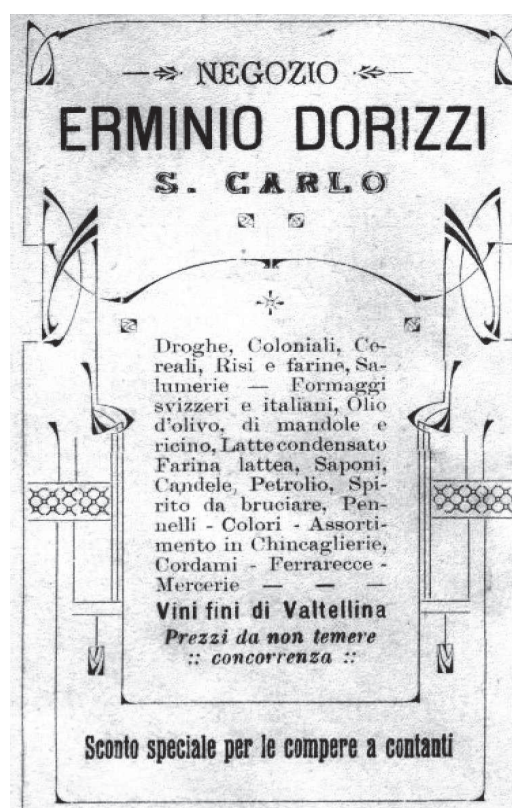 NEGOZIO
ERMINIO DORIZZI
S. CARLO
Droghe, Coloniali, Ce-
reali, Risi e farine, Sa-
lumerie — Formaggi
svizzeri e italiani, Olio
d'olivo, di mandole e
ricino, Latte condensato
Farina lattea, Saponi,
Candele, Petrolio, Spi-
rito da bruciare, Pen-
nelli - Colori - Assorti-
mento in Chincaglierie,
Cordami - Ferrarecce -
Mercerie — — —
Vini fini di Valtellina
Prezzi da non temere
:: concorrenza ::
Sconto speciale per le compere a contanti